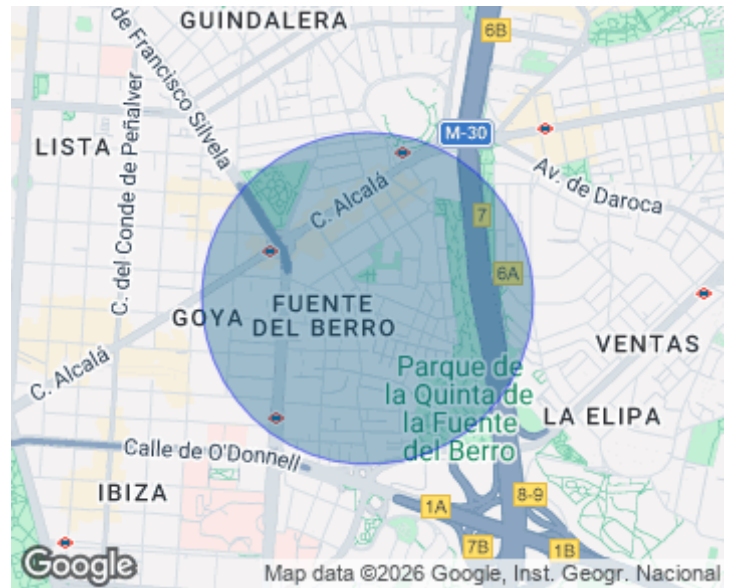 GUINDALERA
6B
de Francisco Silvela
C. del Conde de Peñalver
LISTA
M-30
C. Alcalá
Av. de Daroca
7
6A
GOYA
FUENTE
DEL BERRO
VENTAS
C. Alcalá
Parque de
la Quinta de
la Fuente
del Berro
LA ELIPA
Calle de O'Donnell
IBIZA
1A
8-9
7B
1B
Google
Map data ©2026 Google, Inst. Geogr. Nacional